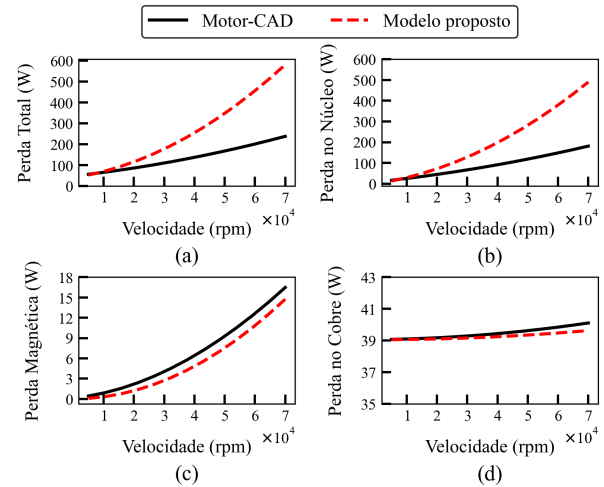 Motor-CAD Modelo proposto
Perda Total (W)
600
500
400
300
200
100
0
1 2 3 4 5 6 7
×10⁴
Velocidade (rpm)
(a)
Perda no Núcleo (W)
600
500
400
300
200
100
0
1 2 3 4 5 6 7
×10⁴
Velocidade (rpm)
(b)
Perda Magnética (W)
18
15
12
9
6
3
0
1 2 3 4 5 6 7
×10⁴
Velocidade (rpm)
(c)
Perda no Cobre (W)
43
41
39
37
35
1 2 3 4 5 6 7
×10⁴
Velocidade (rpm)
(d)